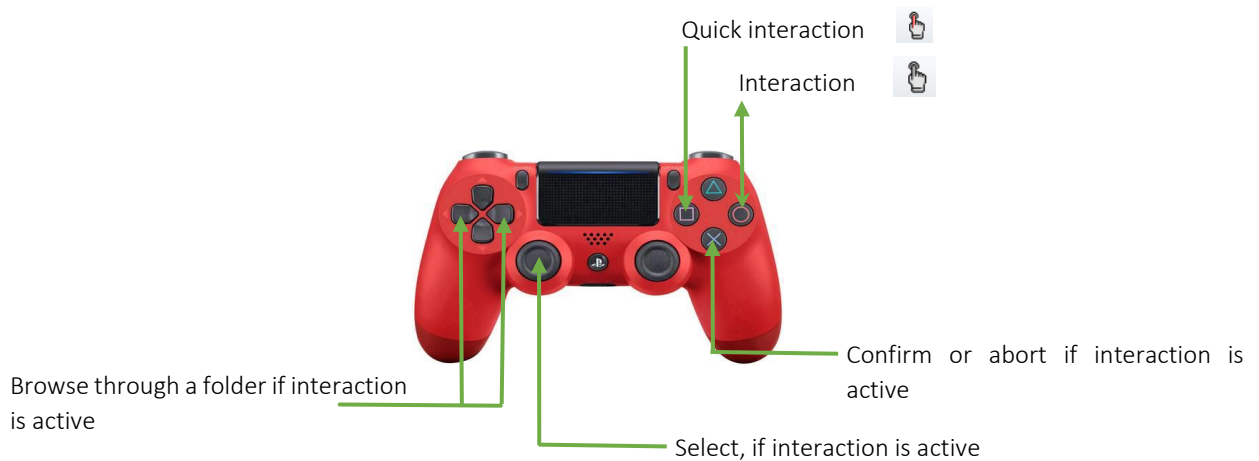 Quick interaction
Interaction
Confirm or abort if interaction is
active
Browse through a folder if interaction
is active
Select, if interaction is active